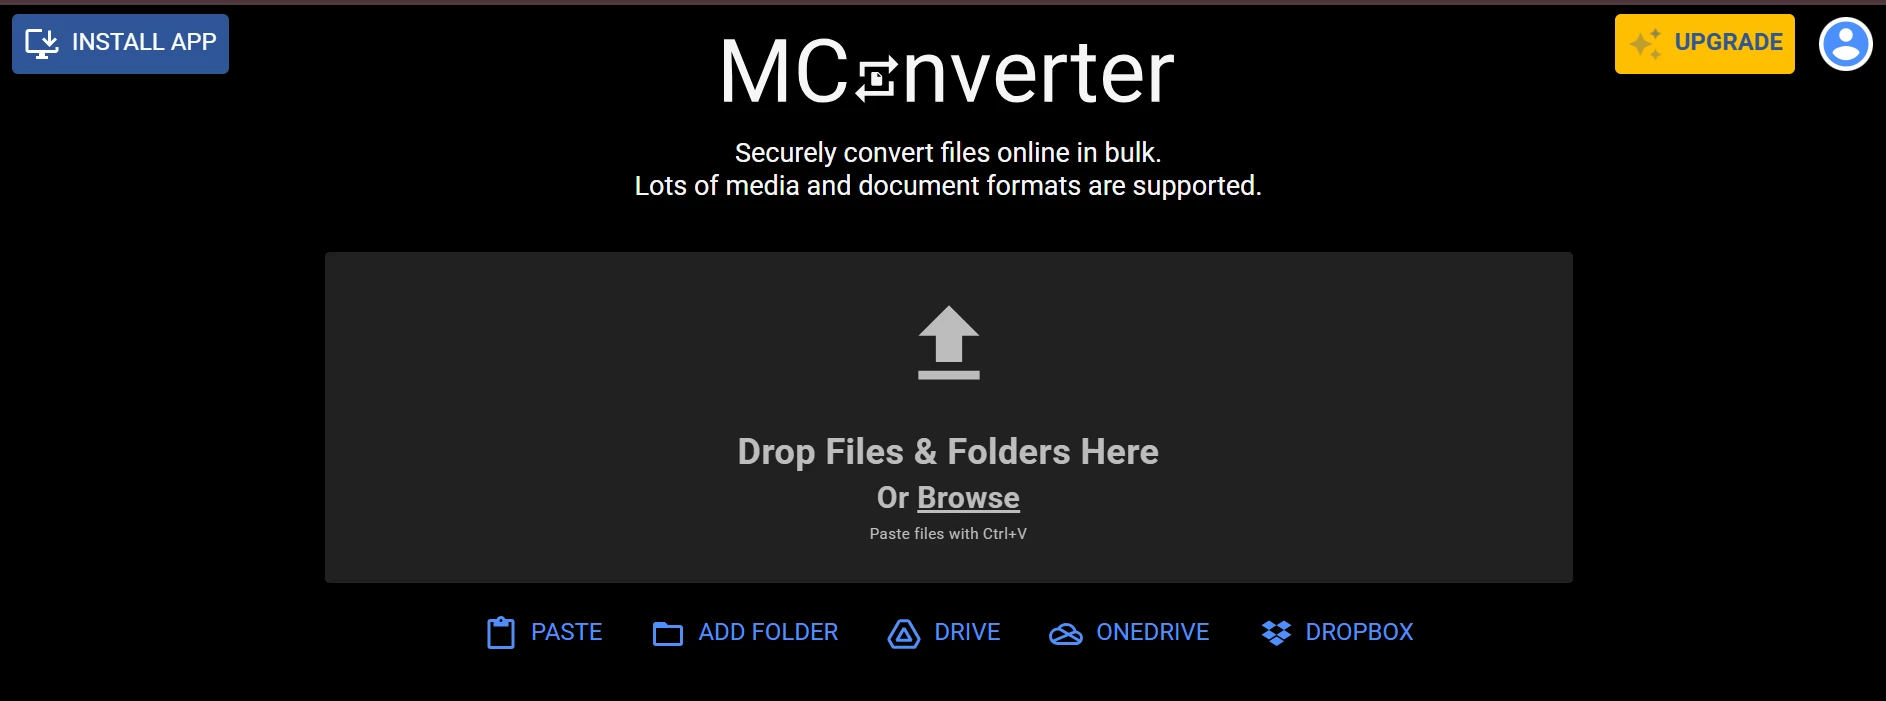 INSTALL APP
UPGRADE
MConverter
Securely convert files online in bulk.
Lots of media and document formats are supported.
Drop Files & Folders Here
Or Browse
Paste files with Ctrl+V
PASTE
ADD FOLDER
DRIVE
ONEDRIVE
DROPBOX